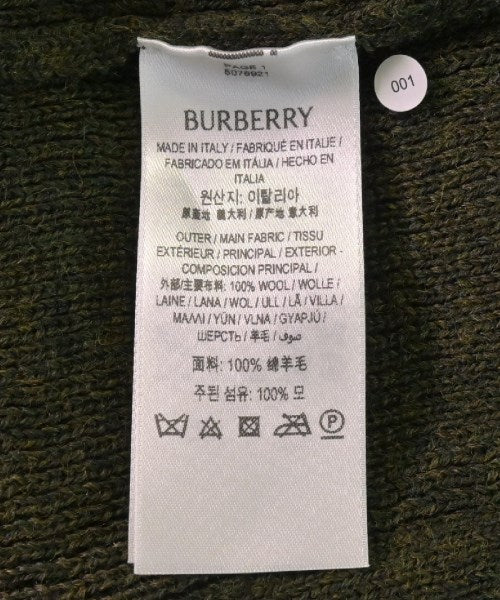 PAGE 1
8076921
001
BURBERRY
MADE IN ITALY / FABRIQUÉ EN ITALIE /
FABRICADO EM ITÁLIA / HECHO EN
ITALIA
원산지: 이탈리아
原產地 義大利 / 原产地 意大利
OUTER / MAIN FABRIC / TISSU
EXTÉRIEUR / PRINCIPAL / EXTERIOR -
COMPOSICIÓN PRINCIPAL /
外部/主要布料: 100% WOOL / WOLLE /
LAINE / LANA / WOL / ULL / LÃ / VILLA /
ΜΑΛΛΙ / YÜN / VLNA / GYAPJÚ /
ШЕРСТЬ / 羊毛 / صوف
面料: 100% 绵羊毛
주된 섬유: 100% 모
P